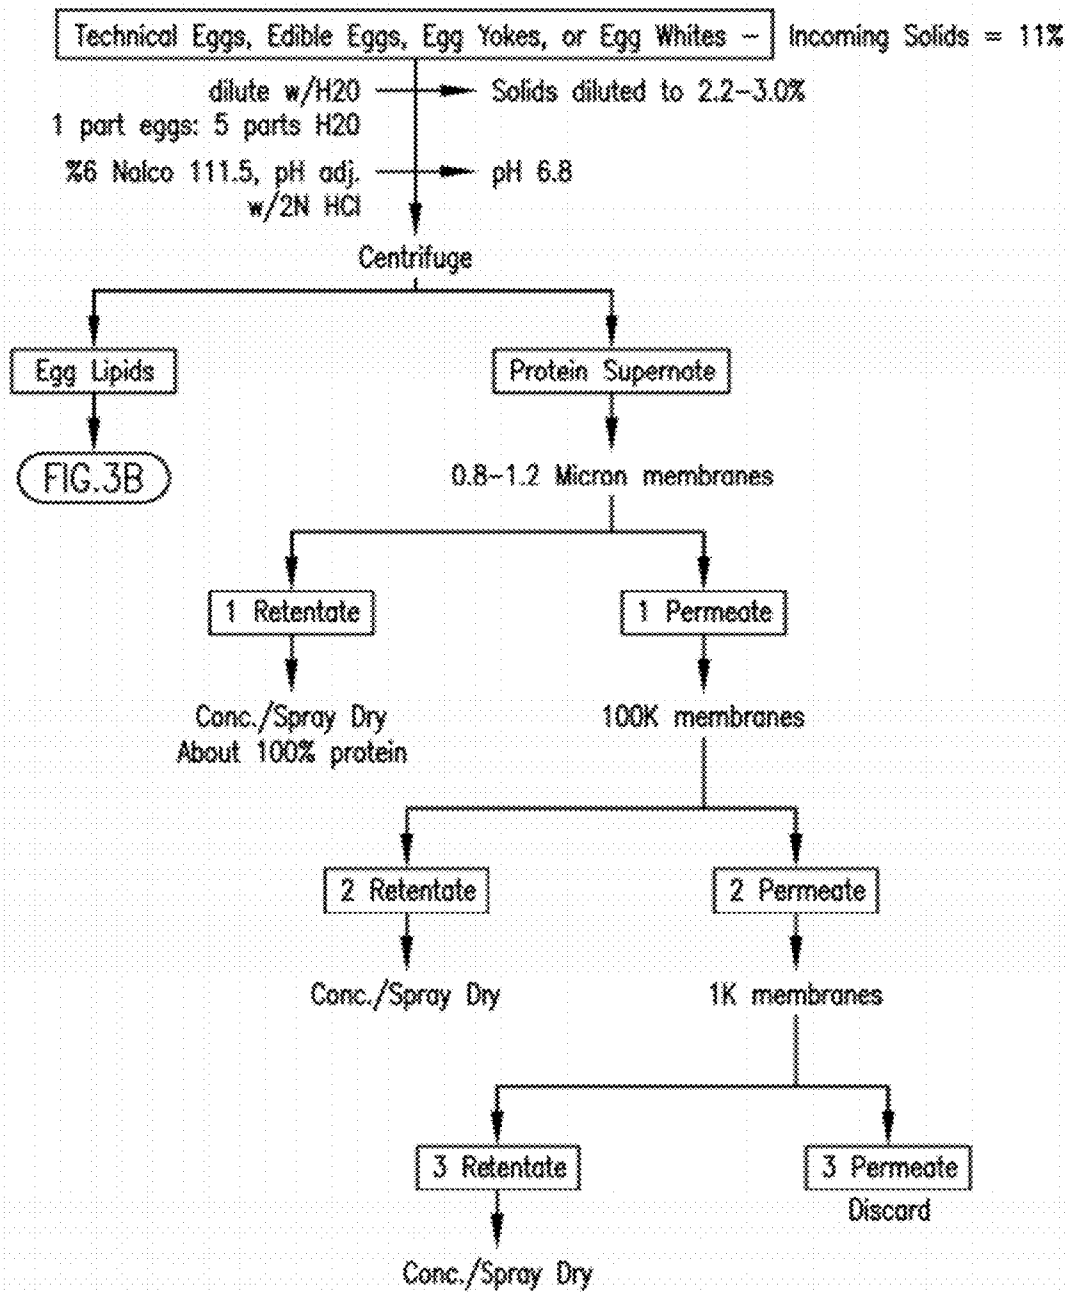 Technical Eggs, Edible Eggs, Egg Yokes, or Egg Whites – Incoming Solids = 11%
dilute w/H20 Solids diluted to 2.2–3.0%
1 part eggs: 5 parts H20
%6 Nalco 111.5, pH adj. pH 6.8
w/2N HCl
Centrifuge
Egg Lipids Protein Supernate
FIG.3B 0.8–1.2 Micron membranes
1 Retentate 1 Permeate
Conc./Spray Dry 100K membranes
About 100% protein
2 Retentate 2 Permeate
Conc./Spray Dry 1K membranes
3 Retentate 3 Permeate
Discard
Conc./Spray Dry